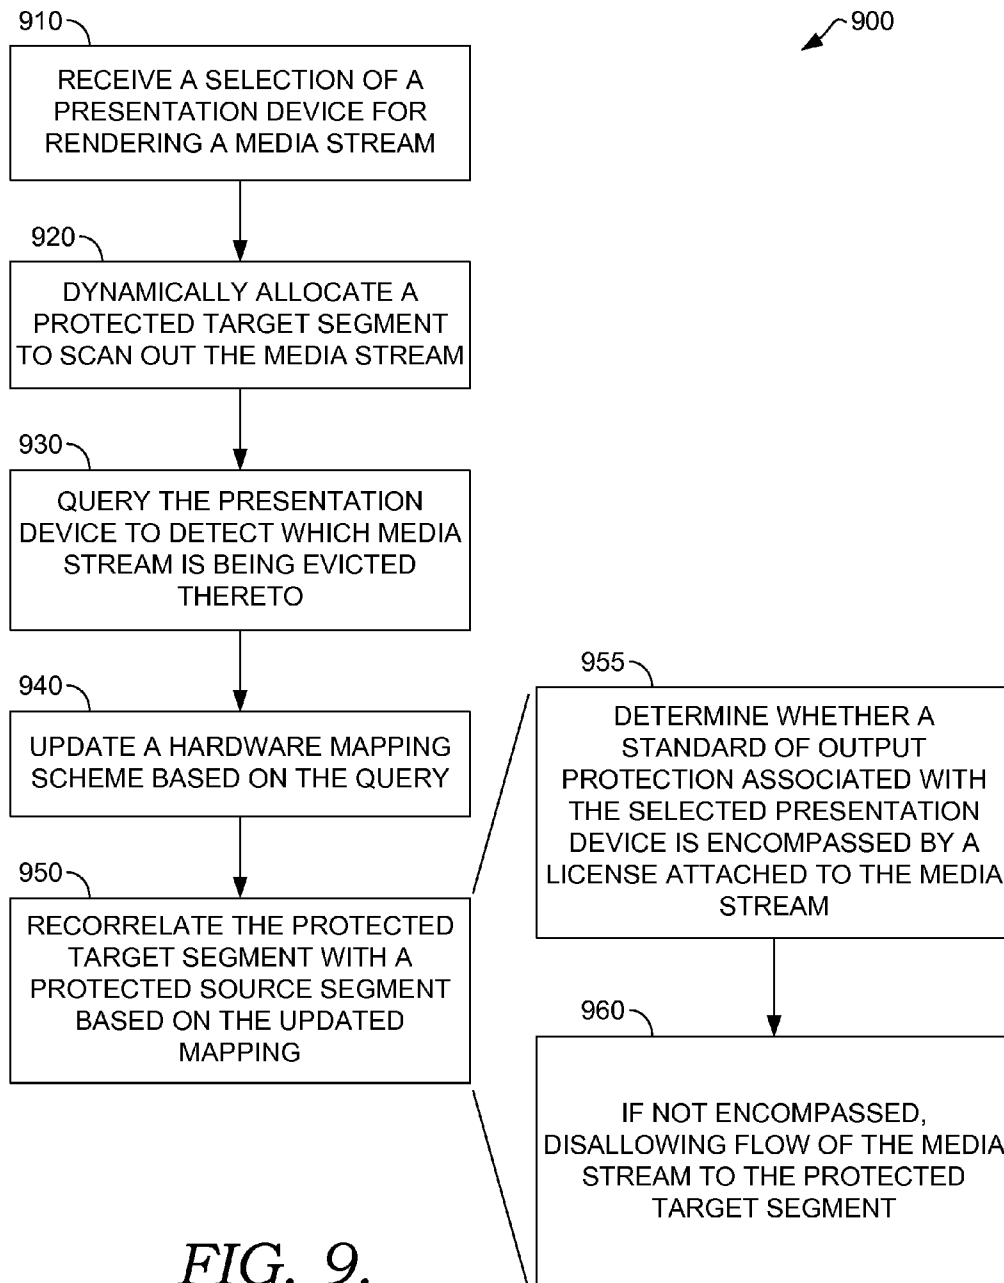 910
900
RECEIVE A SELECTION OF A
PRESENTATION DEVICE FOR
RENDERING A MEDIA STREAM
920
DYNAMICALLY ALLOCATE A
PROTECTED TARGET SEGMENT
TO SCAN OUT THE MEDIA STREAM
930
QUERY THE PRESENTATION
DEVICE TO DETECT WHICH MEDIA
STREAM IS BEING EVICTED
THERETO
940
UPDATE A HARDWARE MAPPING
SCHEME BASED ON THE QUERY
950
RECORRELATE THE PROTECTED
TARGET SEGMENT WITH A
PROTECTED SOURCE SEGMENT
BASED ON THE UPDATED
MAPPING
955
DETERMINE WHETHER A
STANDARD OF OUTPUT
PROTECTION ASSOCIATED WITH
THE SELECTED PRESENTATION
DEVICE IS ENCOMPASSED BY A
LICENSE ATTACHED TO THE MEDIA
STREAM
960
IF NOT ENCOMPASSED,
DISALLOWING FLOW OF THE MEDIA
STREAM TO THE PROTECTED
TARGET SEGMENT
FIG. 9.